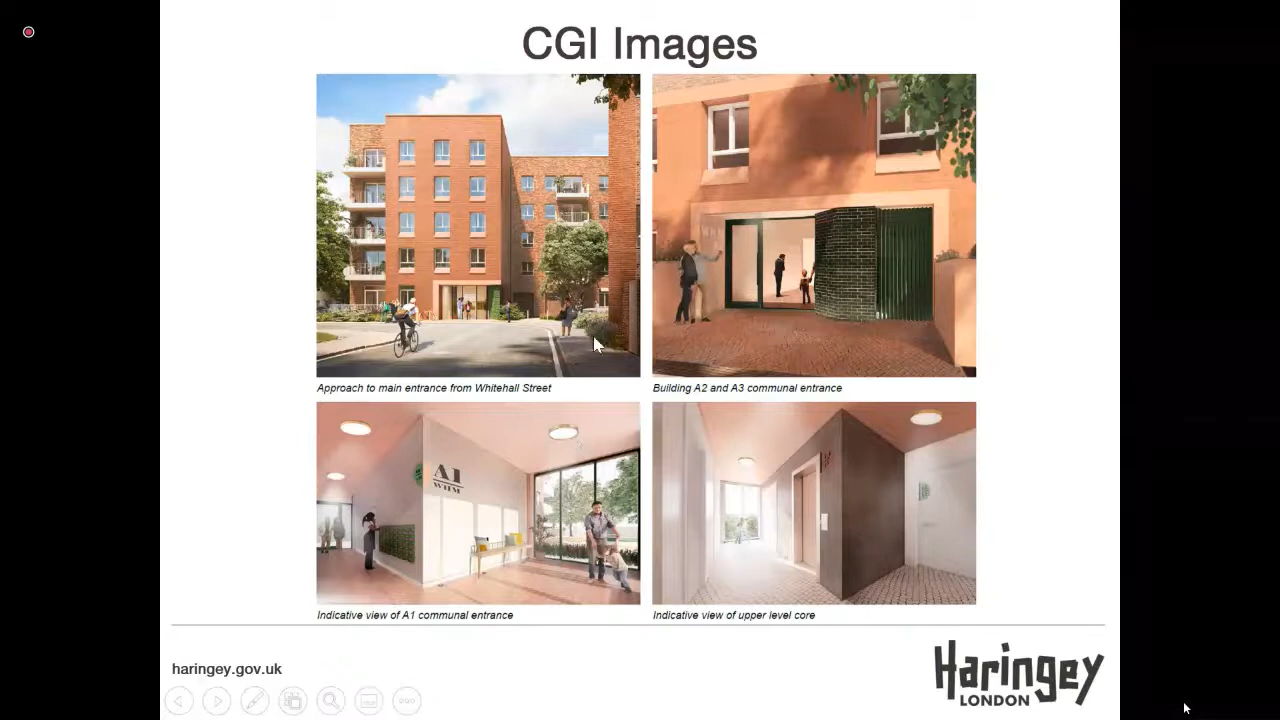 CGI Images
Approach to main entrance from Whitehall Street
Building A2 and A3 communal entrance
A1
Indicative view of A1 communal entrance
Indicative view of upper level core
haringey.gov.uk
Haringey
LONDON